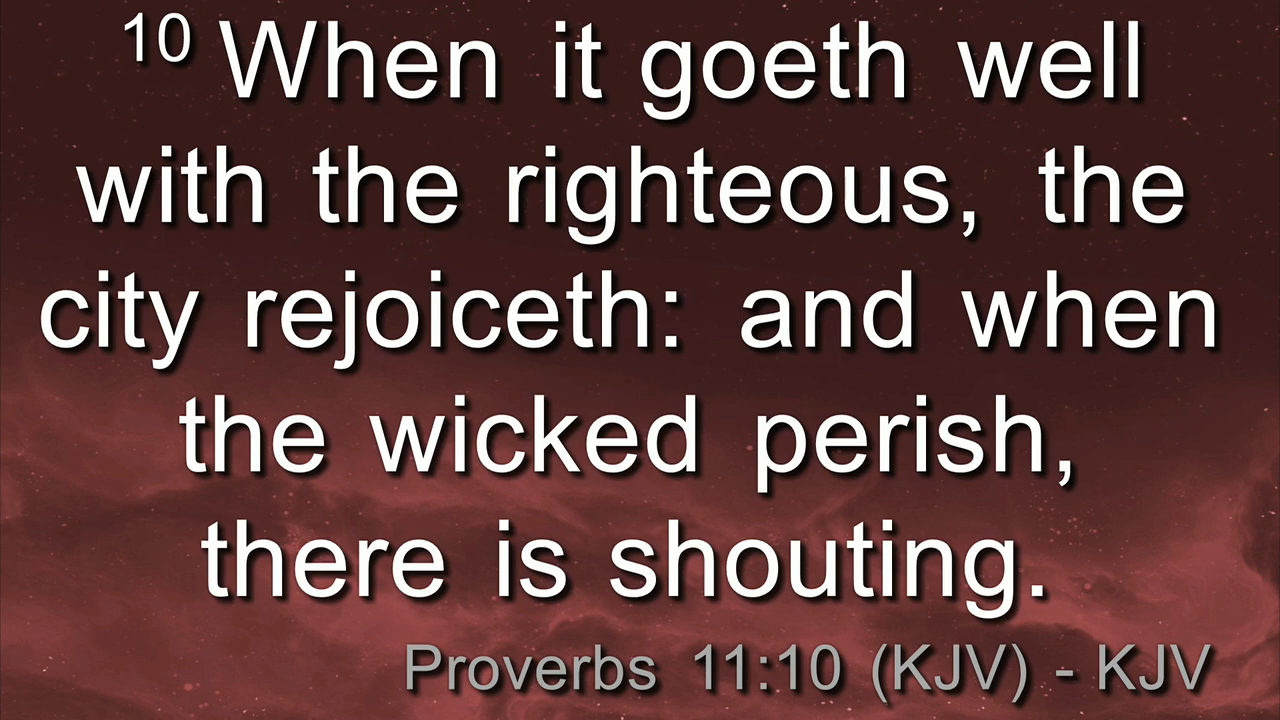 10 When it goeth well
with the righteous, the
city rejoiceth: and when
the wicked perish,
there is shouting.
Proverbs 11:10 (KJV) - KJV